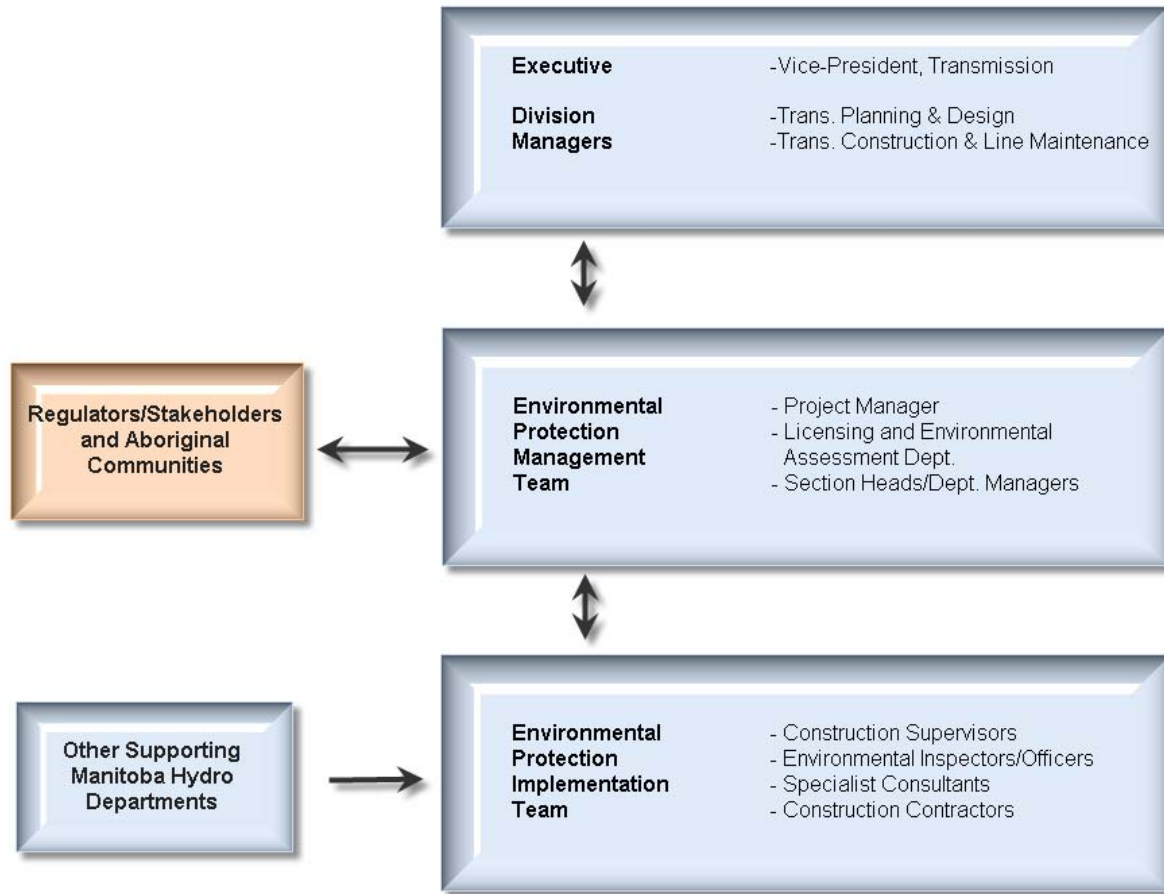 Executive -Vice-President, Transmission
Division -Trans. Planning & Design
Managers -Trans. Construction & Line Maintenance
Regulators/Stakeholders
and Aboriginal
Communities
Environmental - Project Manager
Protection - Licensing and Environmental
Management Assessment Dept.
Team - Section Heads/Dept. Managers
Other Supporting
Manitoba Hydro
Departments
Environmental - Construction Supervisors
Protection - Environmental Inspectors/Officers
Implementation - Specialist Consultants
Team - Construction Contractors